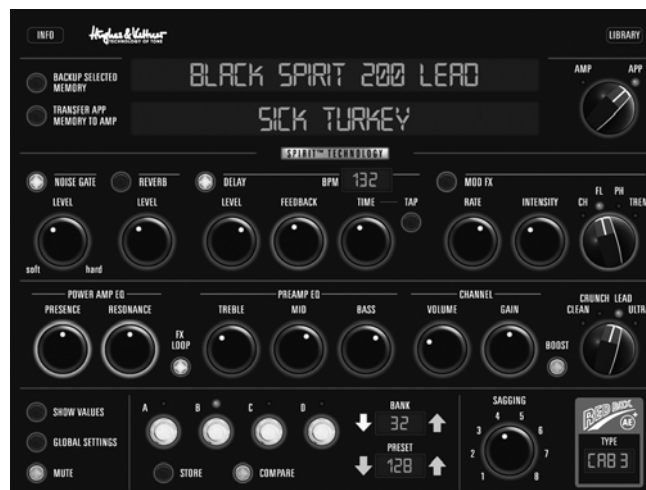 INFO
Hughes & Kettner
TECHNOLOGY OF TONE
LIBRARY
BACKUP SELECTED
MEMORY
TRANSFER APP
MEMORY TO AMP
BLACK SPIRIT 200 LEAD
SICK TURKEY
AMP APP
SPIRIT™ TECHNOLOGY
NOISE GATE REVERB DELAY BPM 132 MOD FX
LEVEL LEVEL LEVEL FEEDBACK TIME TAP RATE INTENSITY CH FL PH TREM
soft hard
POWER AMP EQ PREAMP EQ CHANNEL
PRESENCE RESONANCE FX LOOP TREBLE MID BASS VOLUME GAIN BOOST CLEAN CRUNCH LEAD ULTRA
SHOW VALUES
GLOBAL SETTINGS
MUTE
A B C D
STORE COMPARE
BANK
32
PRESET
128
SAGGING
1 2 3 4 5 6 7 8
RED BOX
AE+
TYPE
CAB 3